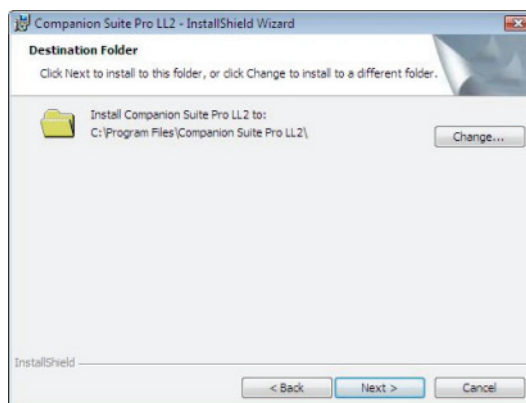 Companion Suite Pro LL2 - InstallShield Wizard
Destination Folder
Click Next to install to this folder, or click Change to install to a different folder.
Install Companion Suite Pro LL2 to:
C:\Program Files\Companion Suite Pro LL2\
Change...
InstallShield
< Back
Next >
Cancel